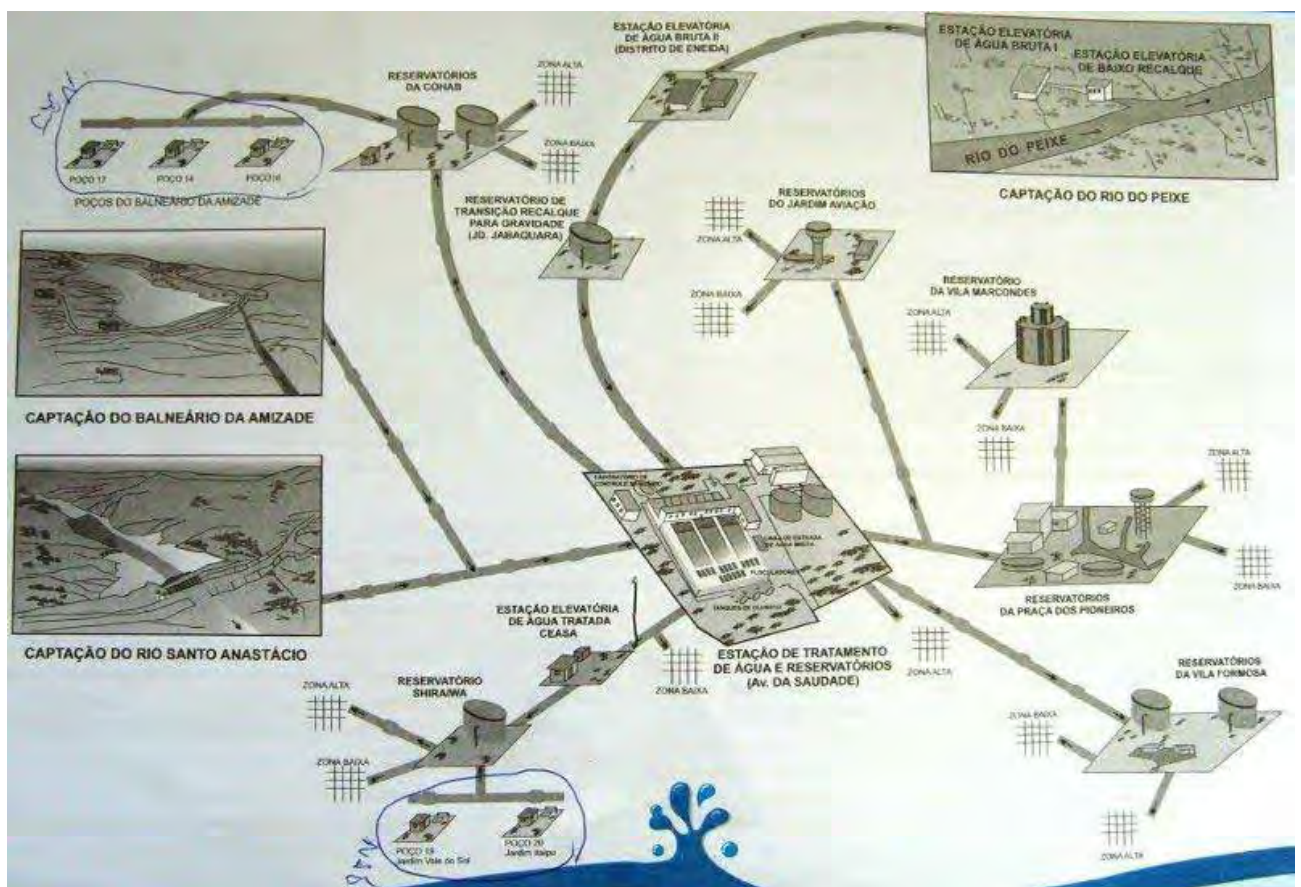 ESTAÇÃO ELEVATÓRIA
DE ÁGUA BRUTA II
(DISTRITO DE ENEIDA)
ESTAÇÃO ELEVATÓRIA
DE ÁGUA BRUTA I
ESTAÇÃO ELEVATÓRIA
DE BAIXO RECALQUE
RIO DO PEIXE
CAPTAÇÃO DO RIO DO PEIXE
RESERVATÓRIOS
DA COHAB
ZONA ALTA
ZONA BAIXA
POÇO 14
POÇOS DO BALNEÁRIO DA AMIZADE
RESERVATÓRIO DE
TRANSIÇÃO RECALQUE
PARA GRAVIDADE
(JD. JABAQUARA)
RESERVATÓRIOS
DO JARDIM AVIAÇÃO
ZONA ALTA
ZONA BAIXA
RESERVATÓRIO
DA VILA MARCONDES
ZONA ALTA
ZONA BAIXA
CAPTAÇÃO DO BALNEÁRIO DA AMIZADE
CAPTAÇÃO DO RIO SANTO ANASTÁCIO
LABORATÓRIO DE
DE ÁGUA BRUTA
FLOCULADORES
ZONA ALTA
ZONA BAIXA
RESERVATÓRIOS
DA PRAÇA DOS PIONEIROS
ESTAÇÃO ELEVATÓRIA
DE ÁGUA TRATADA
CEASA
ESTAÇÃO DE TRATAMENTO
DE ÁGUA E RESERVATÓRIOS
(Av. DA SAUDADE)
ZONA BAIXA
ZONA ALTA
RESERVATÓRIO
SHIRAIWA
ZONA ALTA
ZONA BAIXA
RESERVATÓRIOS
DA VILA FORMOSA
ZONA BAIXA
ZONA ALTA
POÇO 19
Jardim Vale do Sol
POÇO 20
Jardim Itaipu